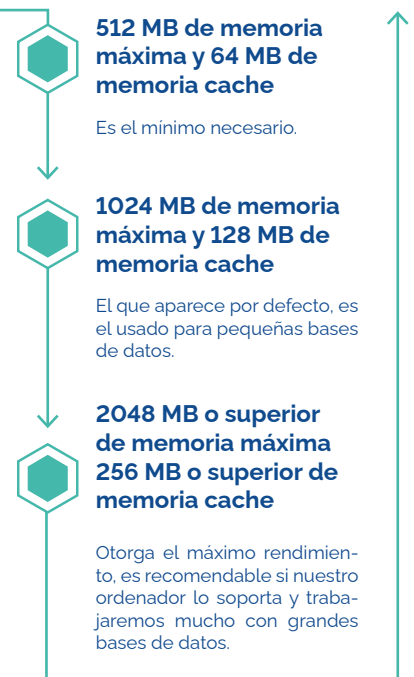 512 MB de memoria
máxima y 64 MB de
memoria cache
Es el mínimo necesario.
1024 MB de memoria
máxima y 128 MB de
memoria cache
El que aparece por defecto, es
el usado para pequeñas bases
de datos.
2048 MB o superior
de memoria máxima
256 MB o superior de
memoria cache
Otorga el máximo rendimien-
to, es recomendable si nuestro
ordenador lo soporta y traba-
jaremos mucho con grandes
bases de datos.